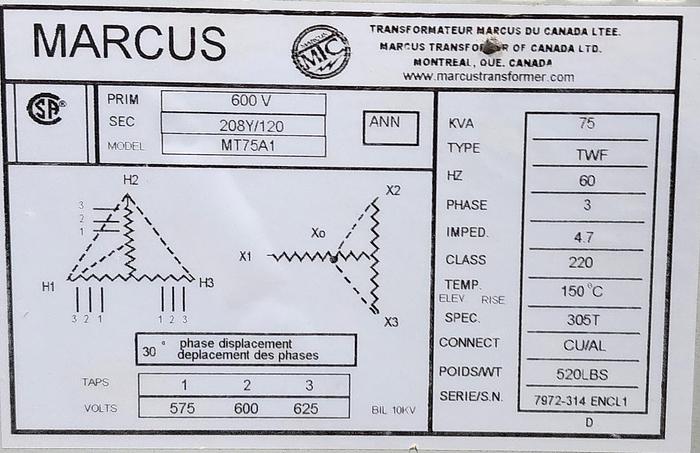 MARCUS
MARCUS
MTC
TRANSFORMATEUR MARCUS DU CANADA LTEE.
MARCUS TRANSFORMER OF CANADA LTD.
MONTREAL, QUE. CANADA
www.marcustransformer.com
SA®
PRIM 600 V
SEC 208Y/120
MODEL MT75A1
ANN
H2
3
2
1
H1
H3
3 2 1
1 2 3
X2
Xo
X1
X3
30 ° phase displacement
deplacement des phases
TAPS 1 2 3
VOLTS 575 600 625
BIL 10KV
KVA 75
TYPE TWF
HZ 60
PHASE 3
IMPED. 4.7
CLASS 220
TEMP. 150 °C
ELEV RISE
SPEC. 305T
CONNECT CU/AL
POIDS/WT 520LBS
SERIE/S.N. 7972-314 ENCL1
D